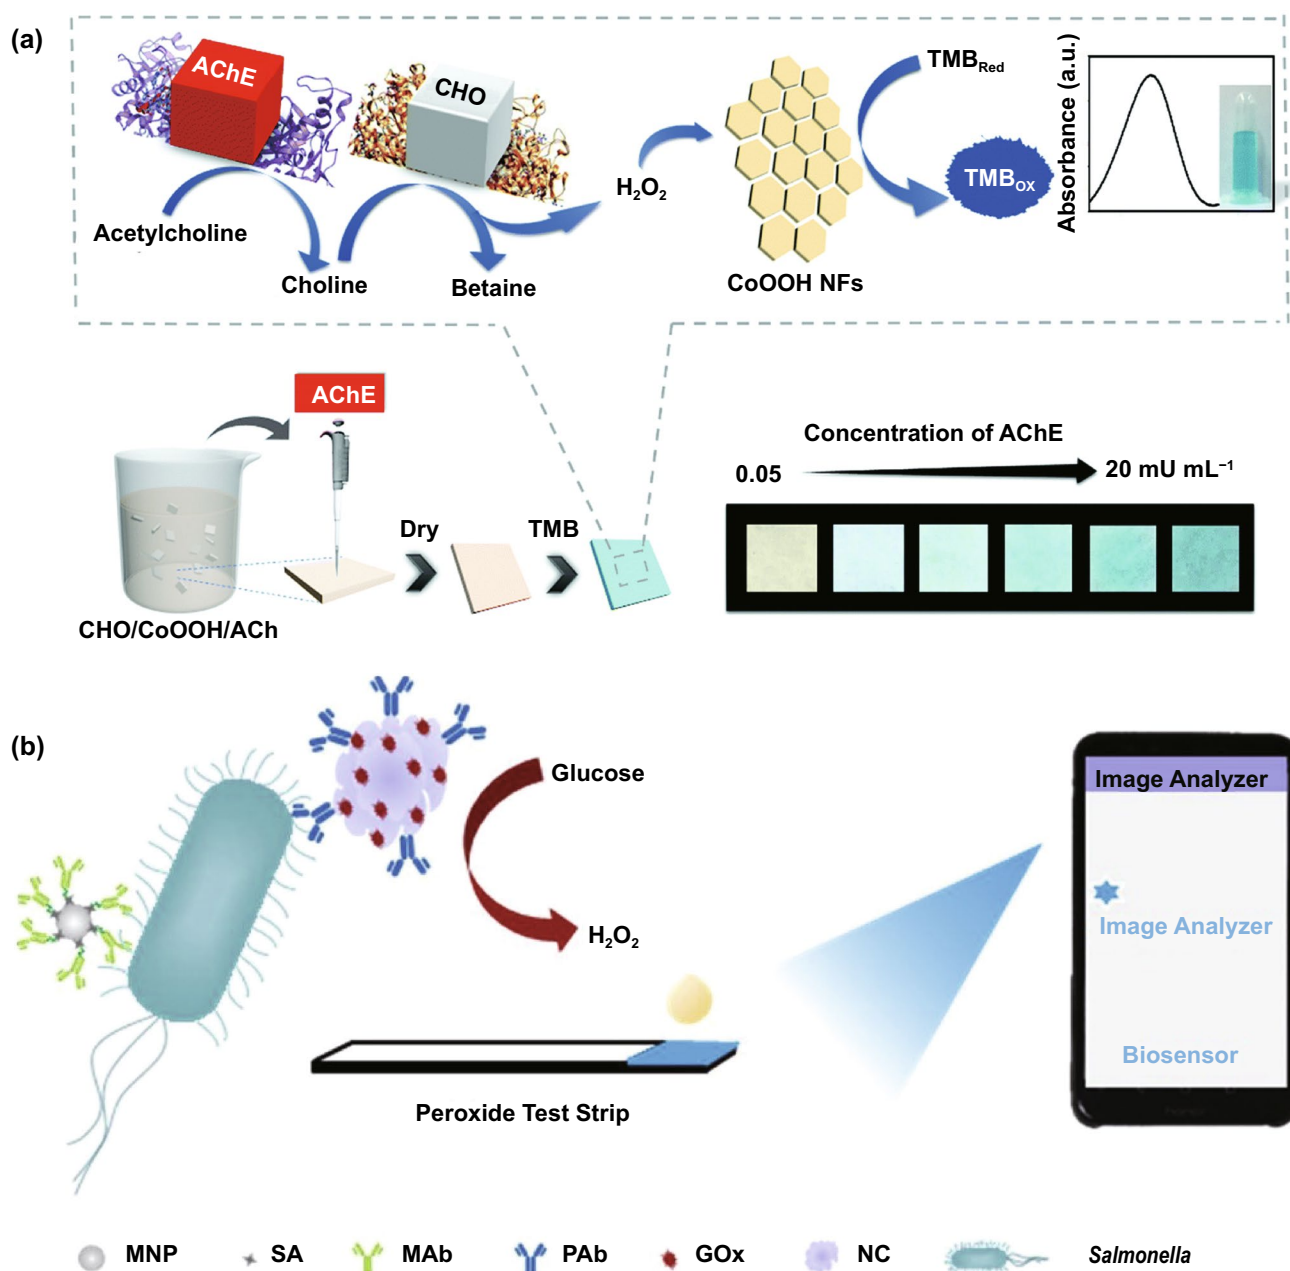 (a)
AChE
CHO
TMB_Red
H₂O₂
TMB_OX
Absorbance (a.u.)
Acetylcholine
Choline
Betaine
CoOOH NFs
AChE
Concentration of AChE
0.05
20 mU mL⁻¹
Dry
TMB
CHO/CoOOH/ACh
(b)
Glucose
H₂O₂
Peroxide Test Strip
Image Analyzer
Image Analyzer
Biosensor
MNP
SA
MAb
PAb
GOx
NC
Salmonella